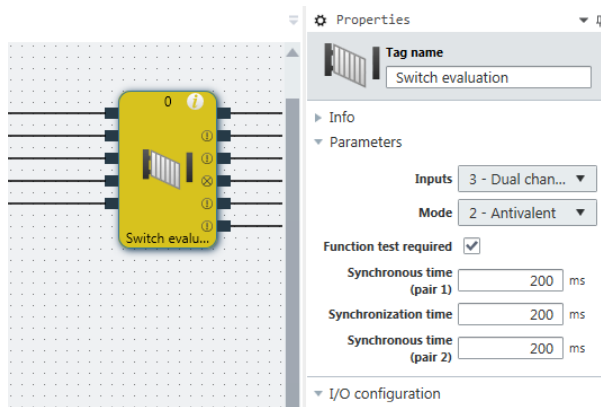 0
Switch evalu...
Properties
Tag name
Switch evaluation
Info
Parameters
Inputs 3 - Dual chan...
Mode 2 - Antivalent
Function test required
Synchronous time
(pair 1) 200 ms
Synchronization time 200 ms
Synchronous time
(pair 2) 200 ms
I/O configuration